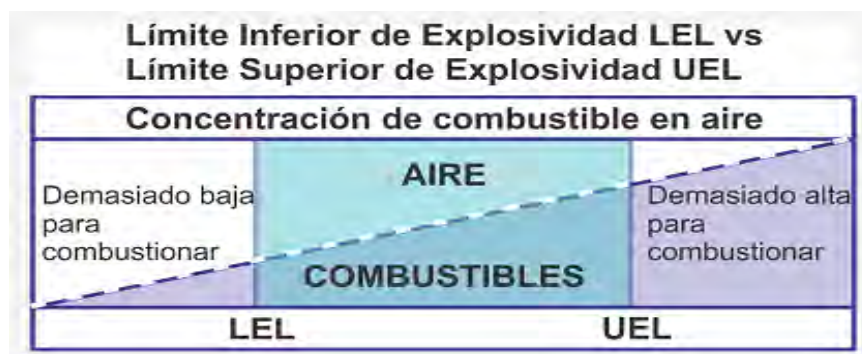 Límite Inferior de Explosividad LEL vs
Límite Superior de Explosividad UEL
Concentración de combustible en aire
AIRE
Demasiado baja
para
combustionar
Demasiado alta
para
combustionar
COMBUSTIBLES
LEL UEL